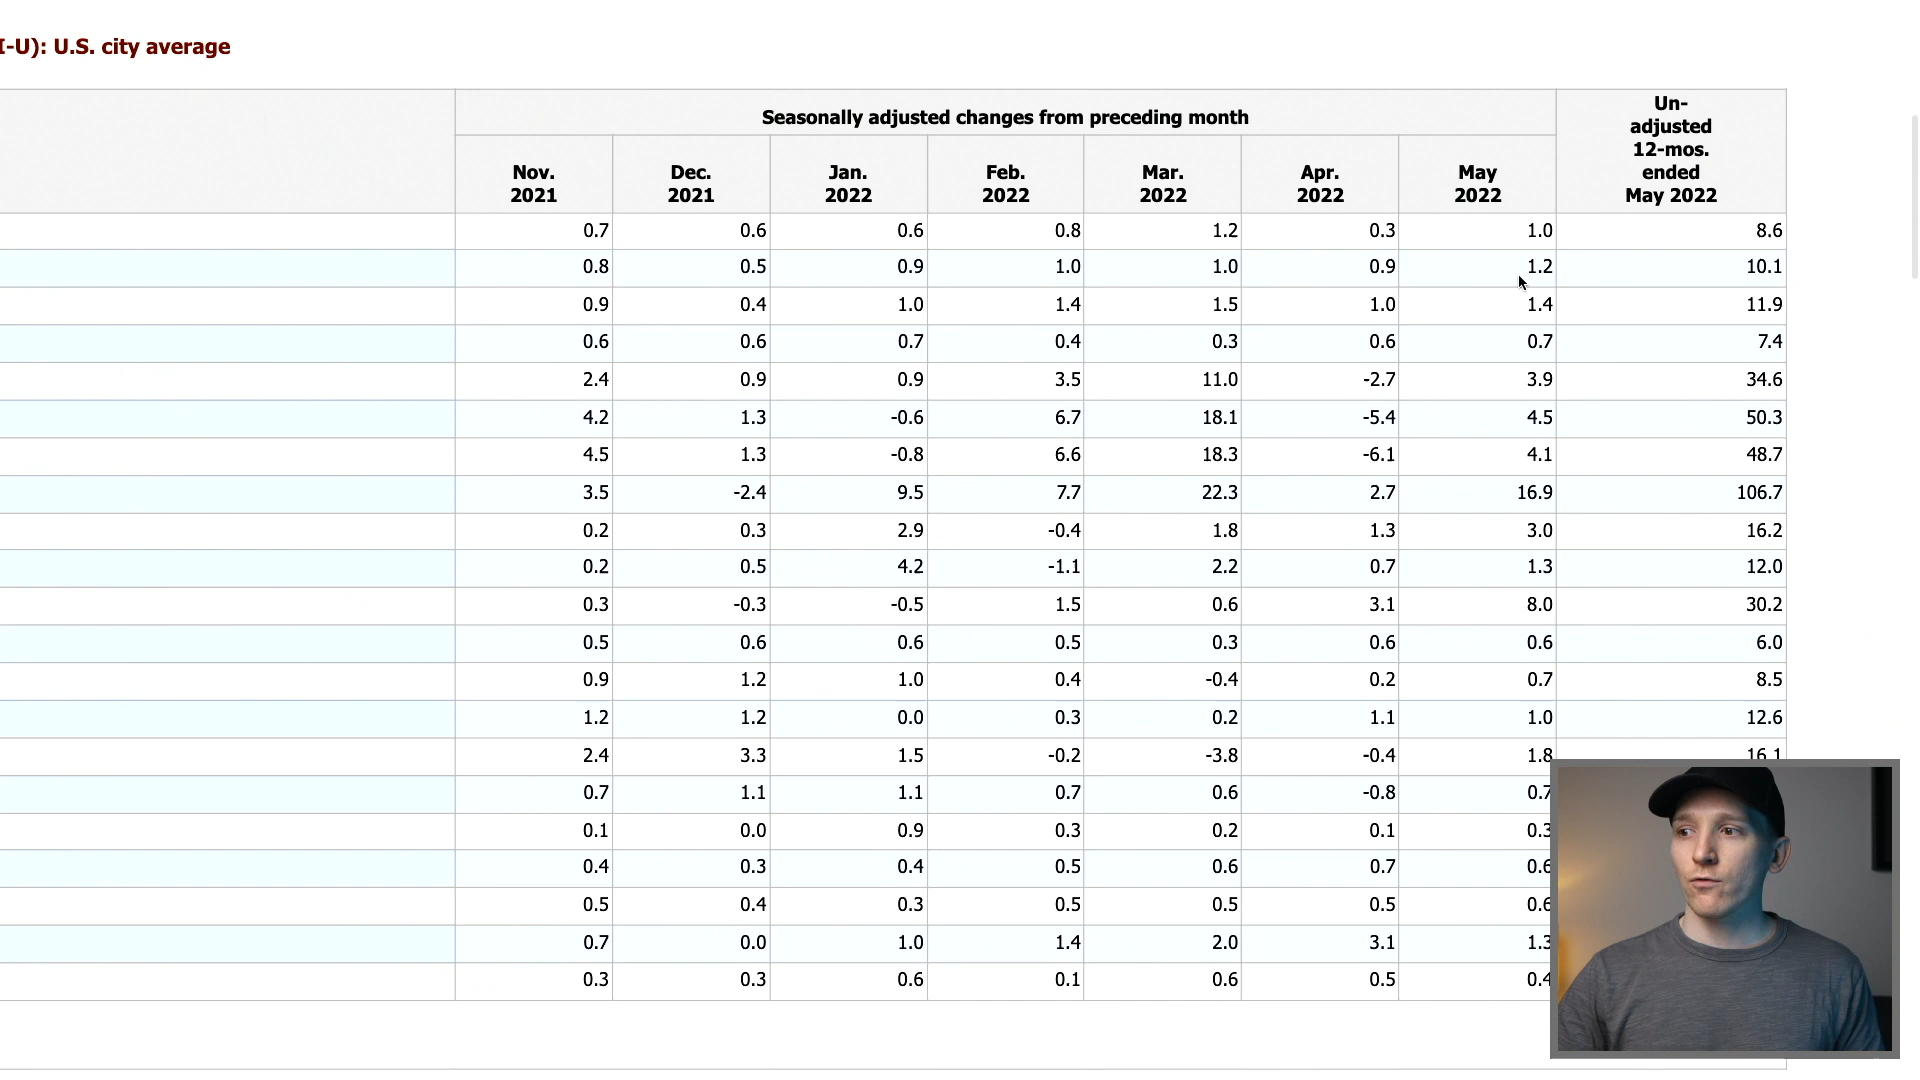 I-U): U.S. city average
Seasonally adjusted changes from preceding month
Un-
adjusted
12-mos.
ended
May 2022
Nov.
2021
Dec.
2021
Jan.
2022
Feb.
2022
Mar.
2022
Apr.
2022
May
2022
0.7 0.6 0.6 0.8 1.2 0.3 1.0 8.6
0.8 0.5 0.9 1.0 1.0 0.9 1.2 10.1
0.9 0.4 1.0 1.4 1.5 1.0 1.4 11.9
0.6 0.6 0.7 0.4 0.3 0.6 0.7 7.4
2.4 0.9 0.9 3.5 11.0 -2.7 3.9 34.6
4.2 1.3 -0.6 6.7 18.1 -5.4 4.5 50.3
4.5 1.3 -0.8 6.6 18.3 -6.1 4.1 48.7
3.5 -2.4 9.5 7.7 22.3 2.7 16.9 106.7
0.2 0.3 2.9 -0.4 1.8 1.3 3.0 16.2
0.2 0.5 4.2 -1.1 2.2 0.7 1.3 12.0
0.3 -0.3 -0.5 1.5 0.6 3.1 8.0 30.2
0.5 0.6 0.6 0.5 0.3 0.6 0.6 6.0
0.9 1.2 1.0 0.4 -0.4 0.2 0.7 8.5
1.2 1.2 0.0 0.3 0.2 1.1 1.0 12.6
2.4 3.3 1.5 -0.2 -3.8 -0.4 1.8 16.1
0.7 1.1 1.1 0.7 0.6 -0.8 0.7
0.1 0.0 0.9 0.3 0.2 0.1 0.3
0.4 0.3 0.4 0.5 0.6 0.7 0.6
0.5 0.4 0.3 0.5 0.5 0.5 0.6
0.7 0.0 1.0 1.4 2.0 3.1 1.3
0.3 0.3 0.6 0.1 0.6 0.5 0.4